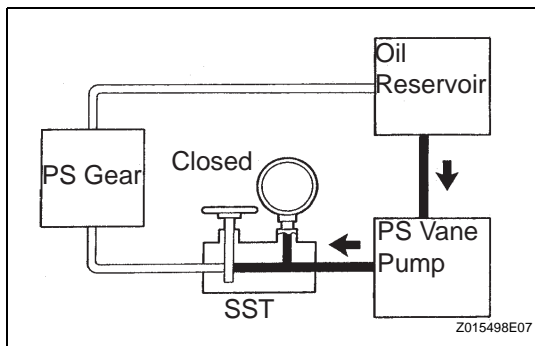 Oil
Reservoir
PS Gear
Closed
PS Vane
Pump
SST
Z015498E07